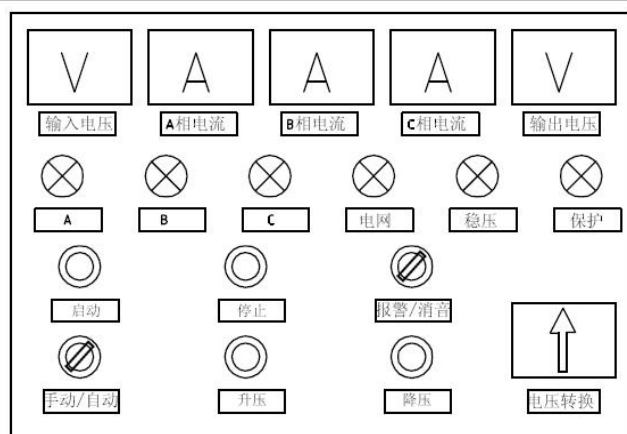 V A A A V
输入电压 A相电流 B相电流 C相电流 输出电压
A B C 电网 稳压 保护
启动 停止 报警/消音
手动/自动 升压 降压 电压转换